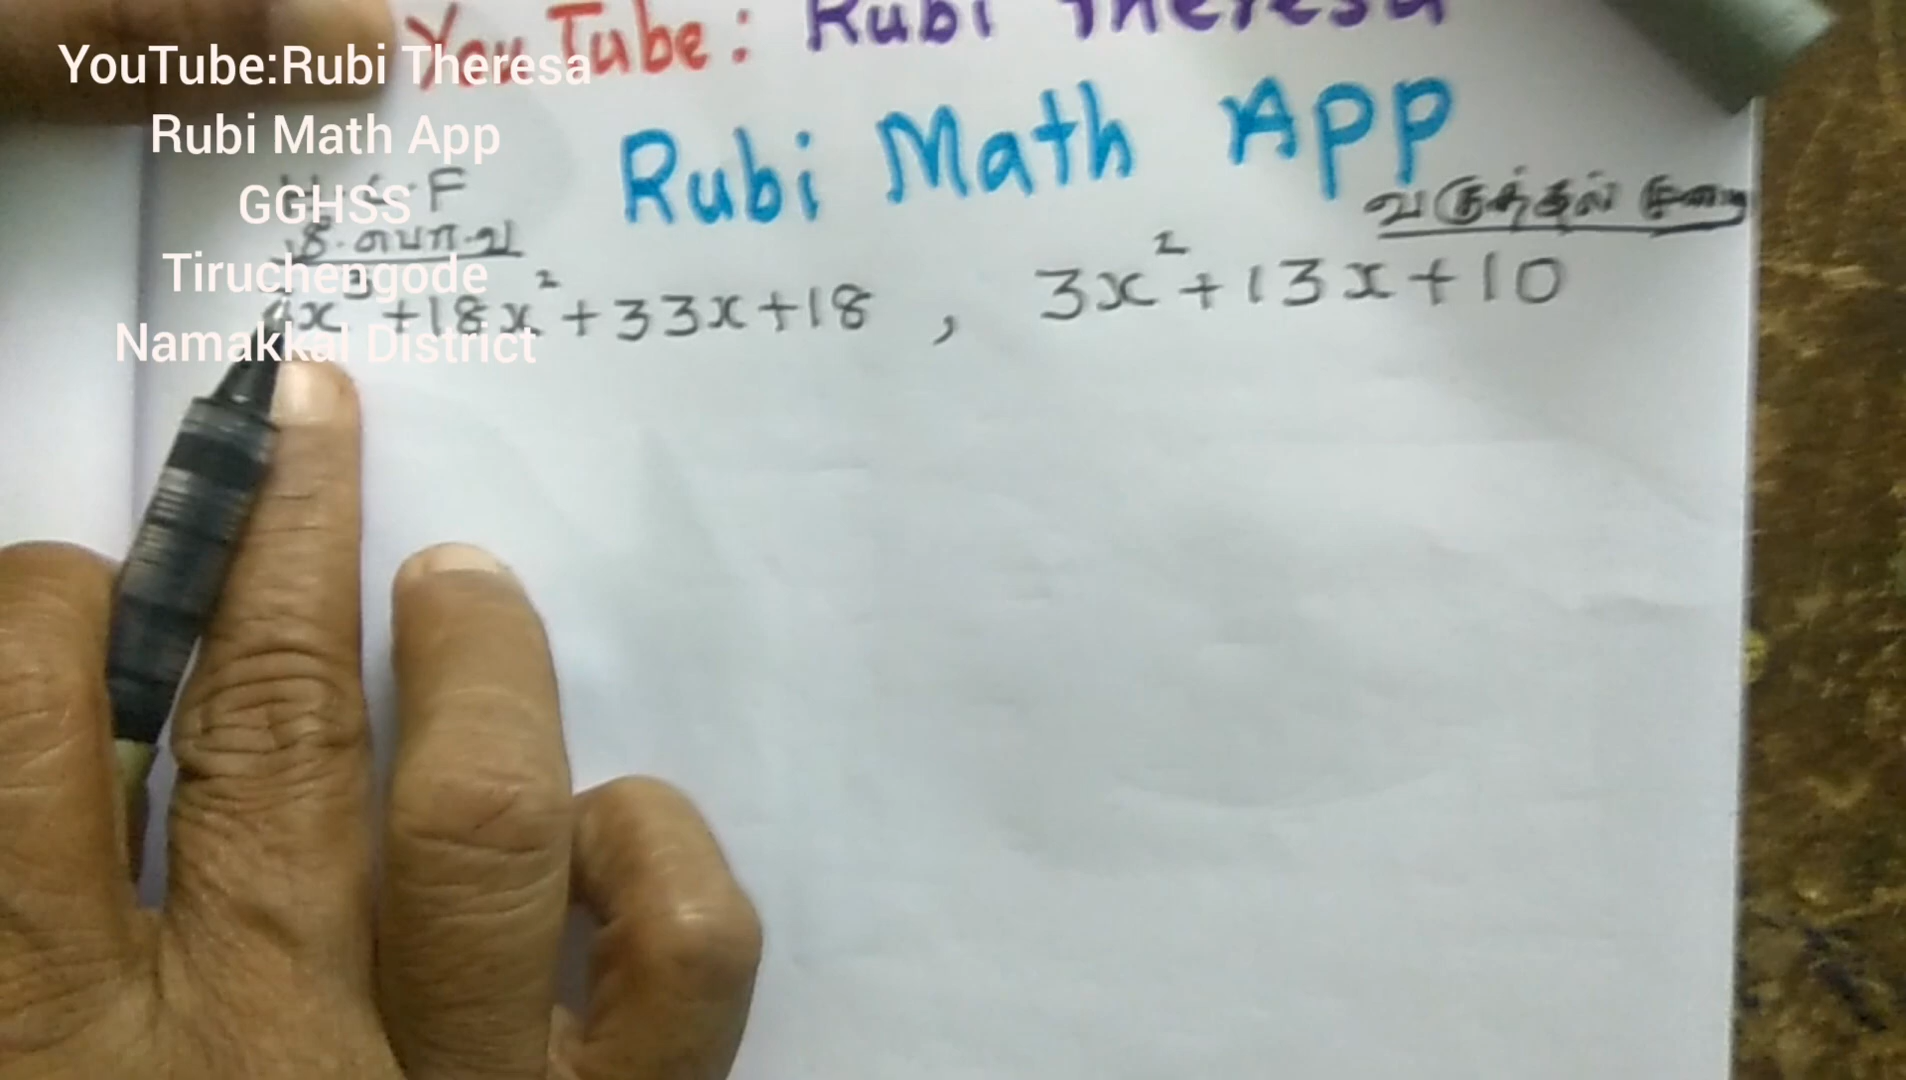 YouTube: Rubi Theresa
YouTube:Rubi Theresa
Rubi Math App
Rubi Math App
GGHSS
Tiruchengode
Namakkal District
H.C.F
மீ.பொ.வ
வகுத்தல் முறை
x³+18x²+33x+18 , 3x²+13x+10